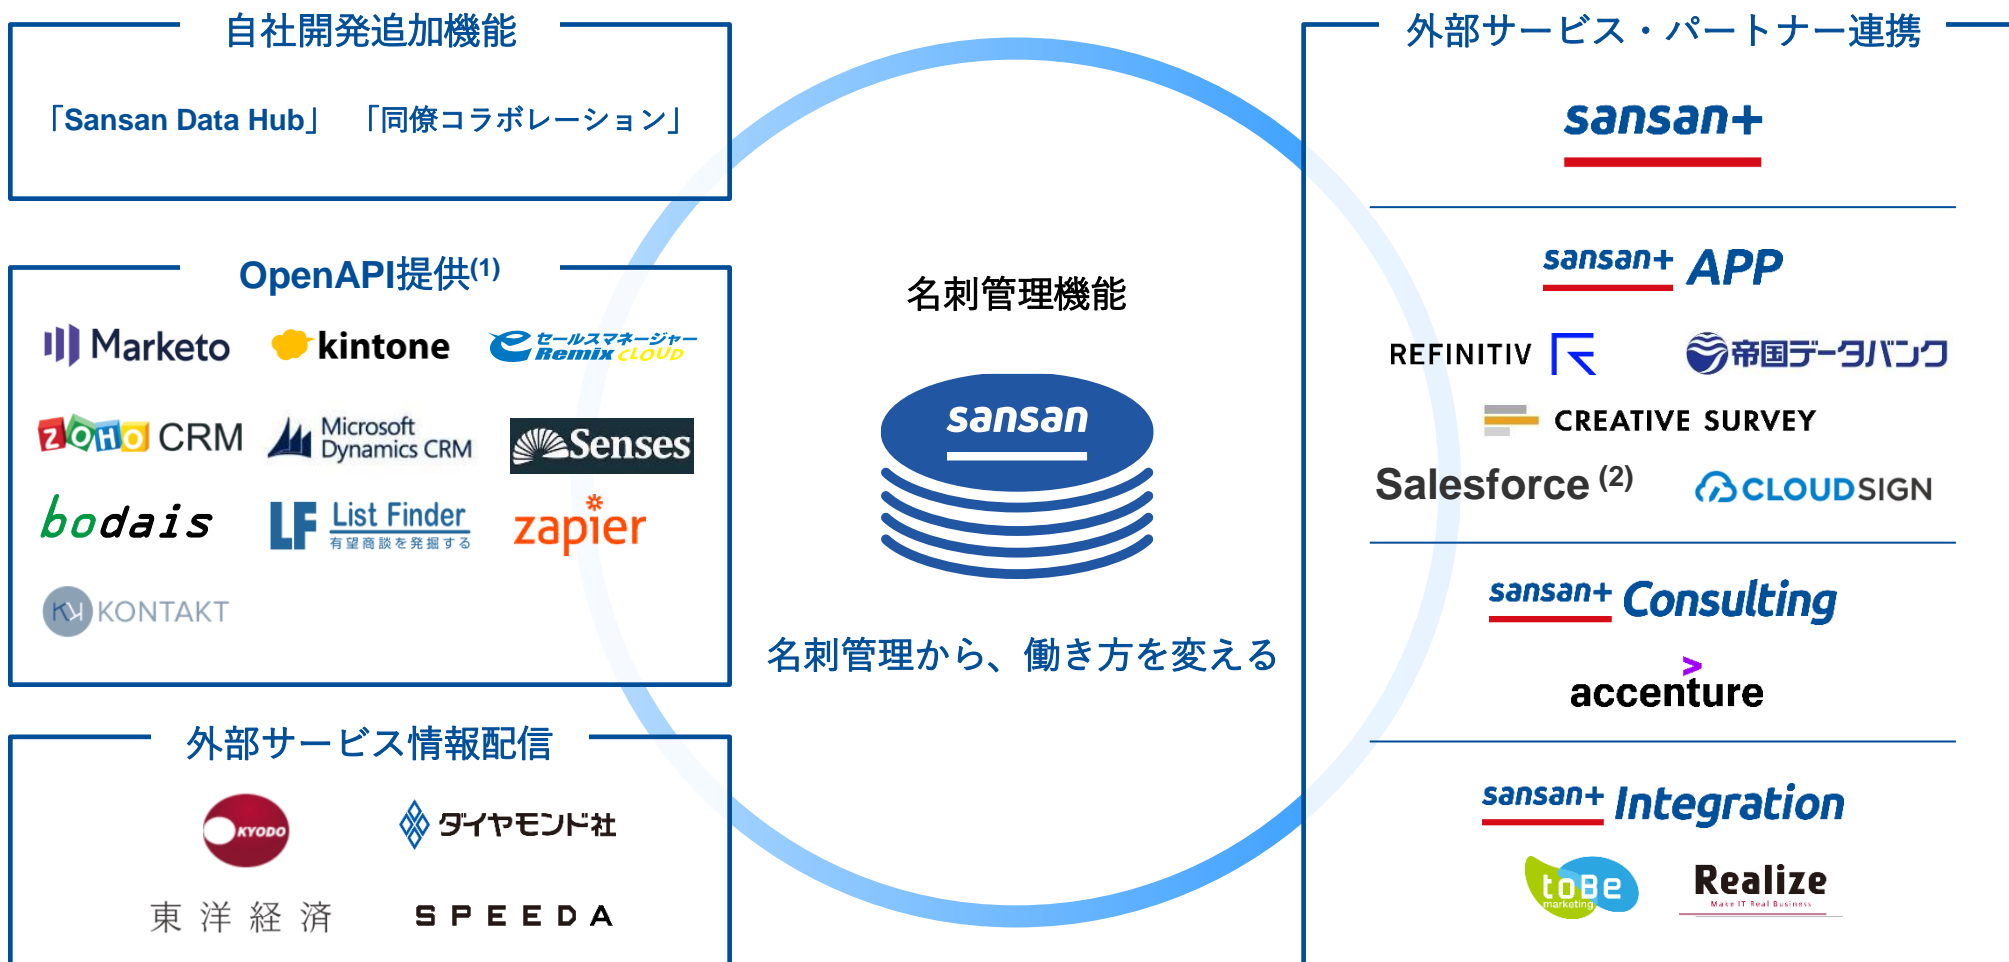 自社開発追加機能
「Sansan Data Hub」 「同僚コラボレーション」
OpenAPI提供(1)
Marketo
kintone
eセールスマネージャー
Remix CLOUD
ZOHO CRM
Microsoft
Dynamics CRM
Senses
bodais
LF List Finder
有望商談を発掘する
zapier
KONTAKT
外部サービス情報配信
KYODO
ダイヤモンド社
東洋経済
SPEEDA
名刺管理機能
sansan
名刺管理から、働き方を変える
外部サービス・パートナー連携
sansan+
sansan+ APP
REFINITIV
帝国データバンク
CREATIVE SURVEY
Salesforce (2)
CLOUDSIGN
sansan+ Consulting
accenture
sansan+ Integration
toBe
marketing
Realize
Make IT Real Business